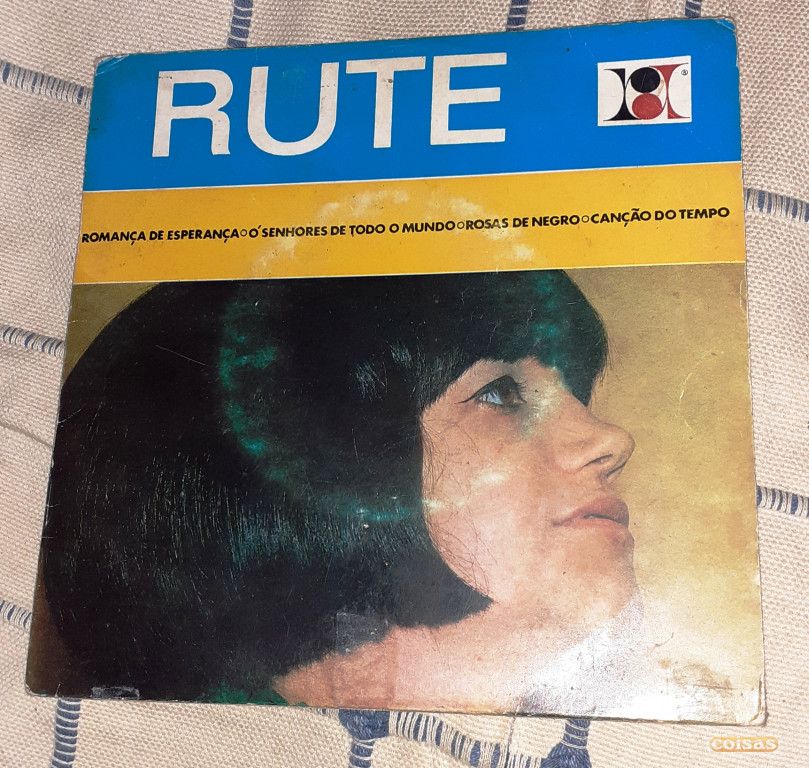 RUTE
®
ROMANÇA DE ESPERANÇA○Ó SENHORES DE TODO O MUNDO○ROSAS DE NEGRO○CANÇÃO DO TEMPO
coisas